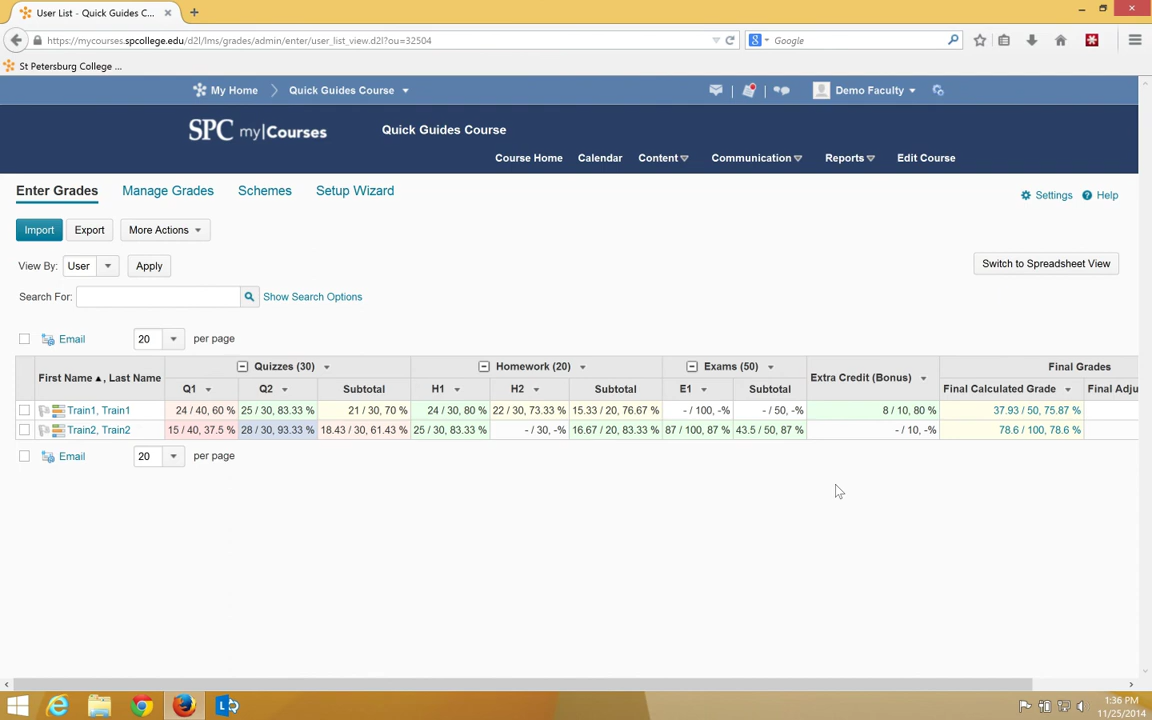 User List - Quick Guides C...
https://mycourses.spcollege.edu/d2l/lms/grades/admin/enter/user_list_view.d2l?ou=32504
Google
St Petersburg College ...
My Home
Quick Guides Course
Demo Faculty
SPC my|Courses
Quick Guides Course
Course Home
Calendar
Content
Communication
Reports
Edit Course
Enter Grades
Manage Grades
Schemes
Setup Wizard
Settings
Help
Import
Export
More Actions
View By:
User
Apply
Switch to Spreadsheet View
Search For:
Show Search Options
Email
20
per page
First Name ▲, Last Name
Quizzes (30)
Homework (20)
Exams (50)
Extra Credit (Bonus)
Final Grades
Q1
Q2
Subtotal
H1
H2
Subtotal
E1
Subtotal
Final Calculated Grade
Final Adju
Train1, Train1
24 / 40, 60 %
25 / 30, 83.33 %
21 / 30, 70 %
24 / 30, 80 %
22 / 30, 73.33 %
15.33 / 20, 76.67 %
- / 100, -%
- / 50, -%
8 / 10, 80 %
37.93 / 50, 75.87 %
Train2, Train2
15 / 40, 37.5 %
28 / 30, 93.33 %
18.43 / 30, 61.43 %
25 / 30, 83.33 %
- / 30, -%
16.67 / 20, 83.33 %
87 / 100, 87 %
43.5 / 50, 87 %
- / 10, -%
78.6 / 100, 78.6 %
Email
20
per page
1:36 PM
11/25/2014